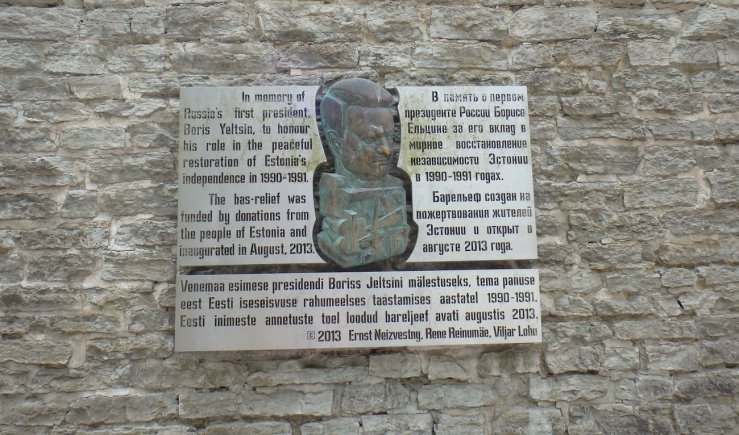 In memory of
Russia's first president,
Boris Yeltsin, to honour
his role in the peaceful
restoration of Estonia's
independence in 1990-1991.
The bas-relief was
funded by donations from
the people of Estonia and
inaugurated in August, 2013.
В память о первом
президенте России Борисе
Ельцине за его вклад в
мирное восстановление
независимости Эстонии
в 1990-1991 годах.
Барельеф создан на
пожертвования жителей
Эстонии и открыт в
августе 2013 года.
Venemaa esimese presidendi Boriss Jeltsini mälestuseks, tema panuse
eest Eesti iseseisvuse rahumeelses taastamises aastatel 1990-1991.
Eesti inimeste annetuste toel loodud bareljeef avati augustis 2013.
© 2013 Ernst Neizvestny, Rene Reinumäe, Viljar Lohu